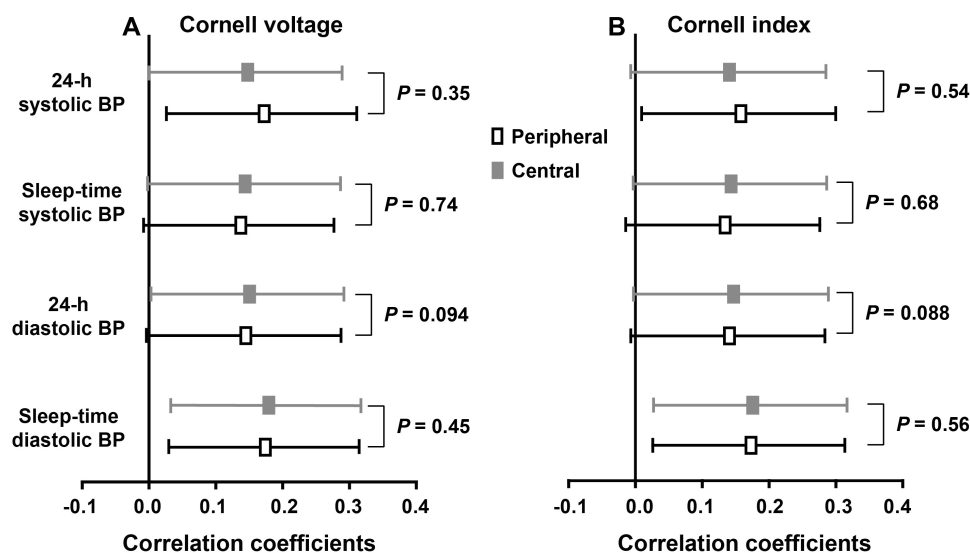 A Cornell voltage
24-h
systolic BP
P = 0.35
Sleep-time
systolic BP
P = 0.74
24-h
diastolic BP
P = 0.094
Sleep-time
diastolic BP
P = 0.45
-0.1 0.0 0.1 0.2 0.3 0.4
Correlation coefficients
Peripheral
Central
B Cornell index
P = 0.54
P = 0.68
P = 0.088
P = 0.56
-0.1 0.0 0.1 0.2 0.3 0.4
Correlation coefficients